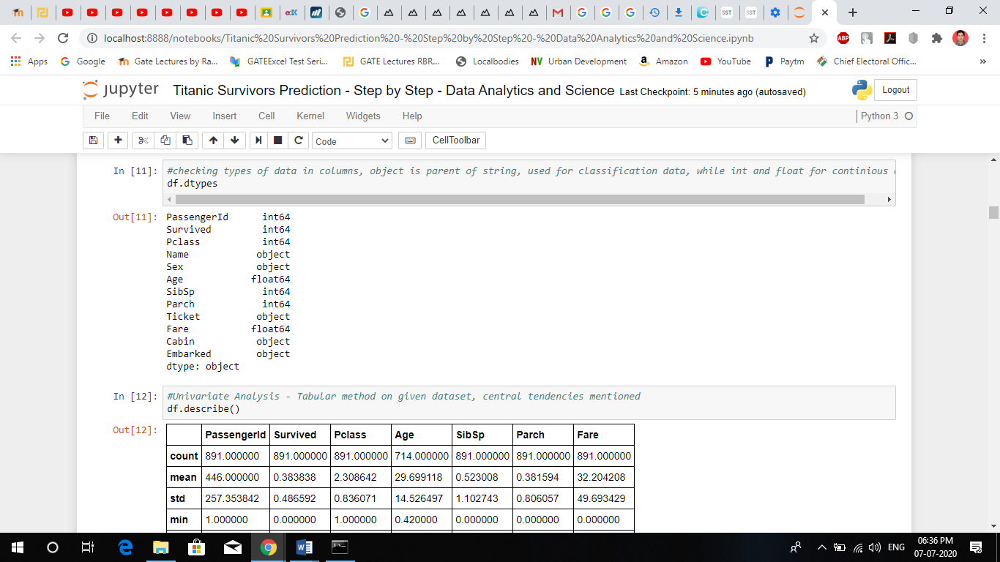 localhost:8888/notebooks/Titanic%20Survivors%20Prediction%20-%20Step%20by%20Step%20-%20Data%20Analytics%20and%20Science.ipynb
ABP
Apps Google Gate Lectures by Ra... GATEExcel Test Seri... GATE Lectures RBR... Localbodies NV Urban Development Amazon YouTube Paytm Chief Electoral Offic... »
jupyter Titanic Survivors Prediction - Step by Step - Data Analytics and Science Last Checkpoint: 5 minutes ago (autosaved) Logout
File Edit View Insert Cell Kernel Widgets Help Python 3
Code CellToolbar
In [11]: #checking types of data in columns, object is parent of string, used for classification data, while int and float for continious
df.dtypes
Out[11]: PassengerId int64
Survived int64
Pclass int64
Name object
Sex object
Age float64
SibSp int64
Parch int64
Ticket object
Fare float64
Cabin object
Embarked object
dtype: object
In [12]: #Univariate Analysis - Tabular method on given dataset, central tendencies mentioned
df.describe()
Out[12]:
PassengerId Survived Pclass Age SibSp Parch Fare
count 891.000000 891.000000 891.000000 714.000000 891.000000 891.000000 891.000000
mean 446.000000 0.383838 2.308642 29.699118 0.523008 0.381594 32.204208
std 257.353842 0.486592 0.836071 14.526497 1.102743 0.806057 49.693429
min 1.000000 0.000000 1.000000 0.420000 0.000000 0.000000 0.000000
ENG
06:36 PM
07-07-2020